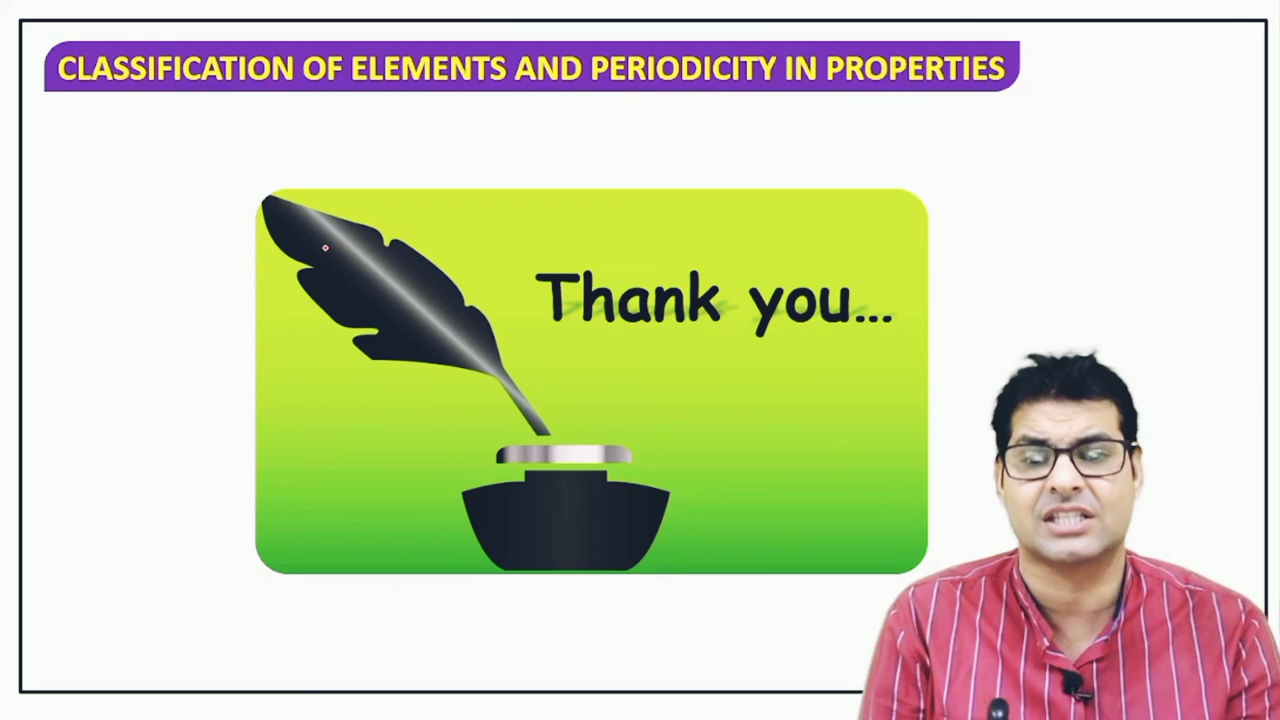 CLASSIFICATION OF ELEMENTS AND PERIODICITY IN PROPERTIES
Thank you...